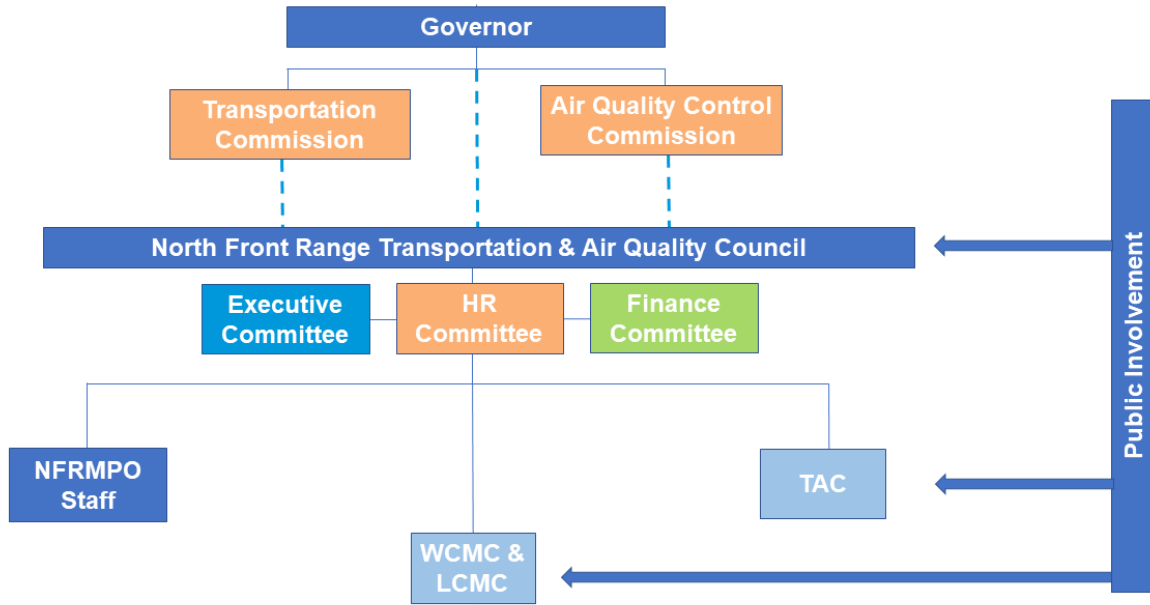 Governor
Transportation
Commission
Air Quality Control
Commission
North Front Range Transportation & Air Quality Council
Executive
Committee
HR
Committee
Finance
Committee
NFRMPO
Staff
TAC
WCMC &
LCMC
Public Involvement